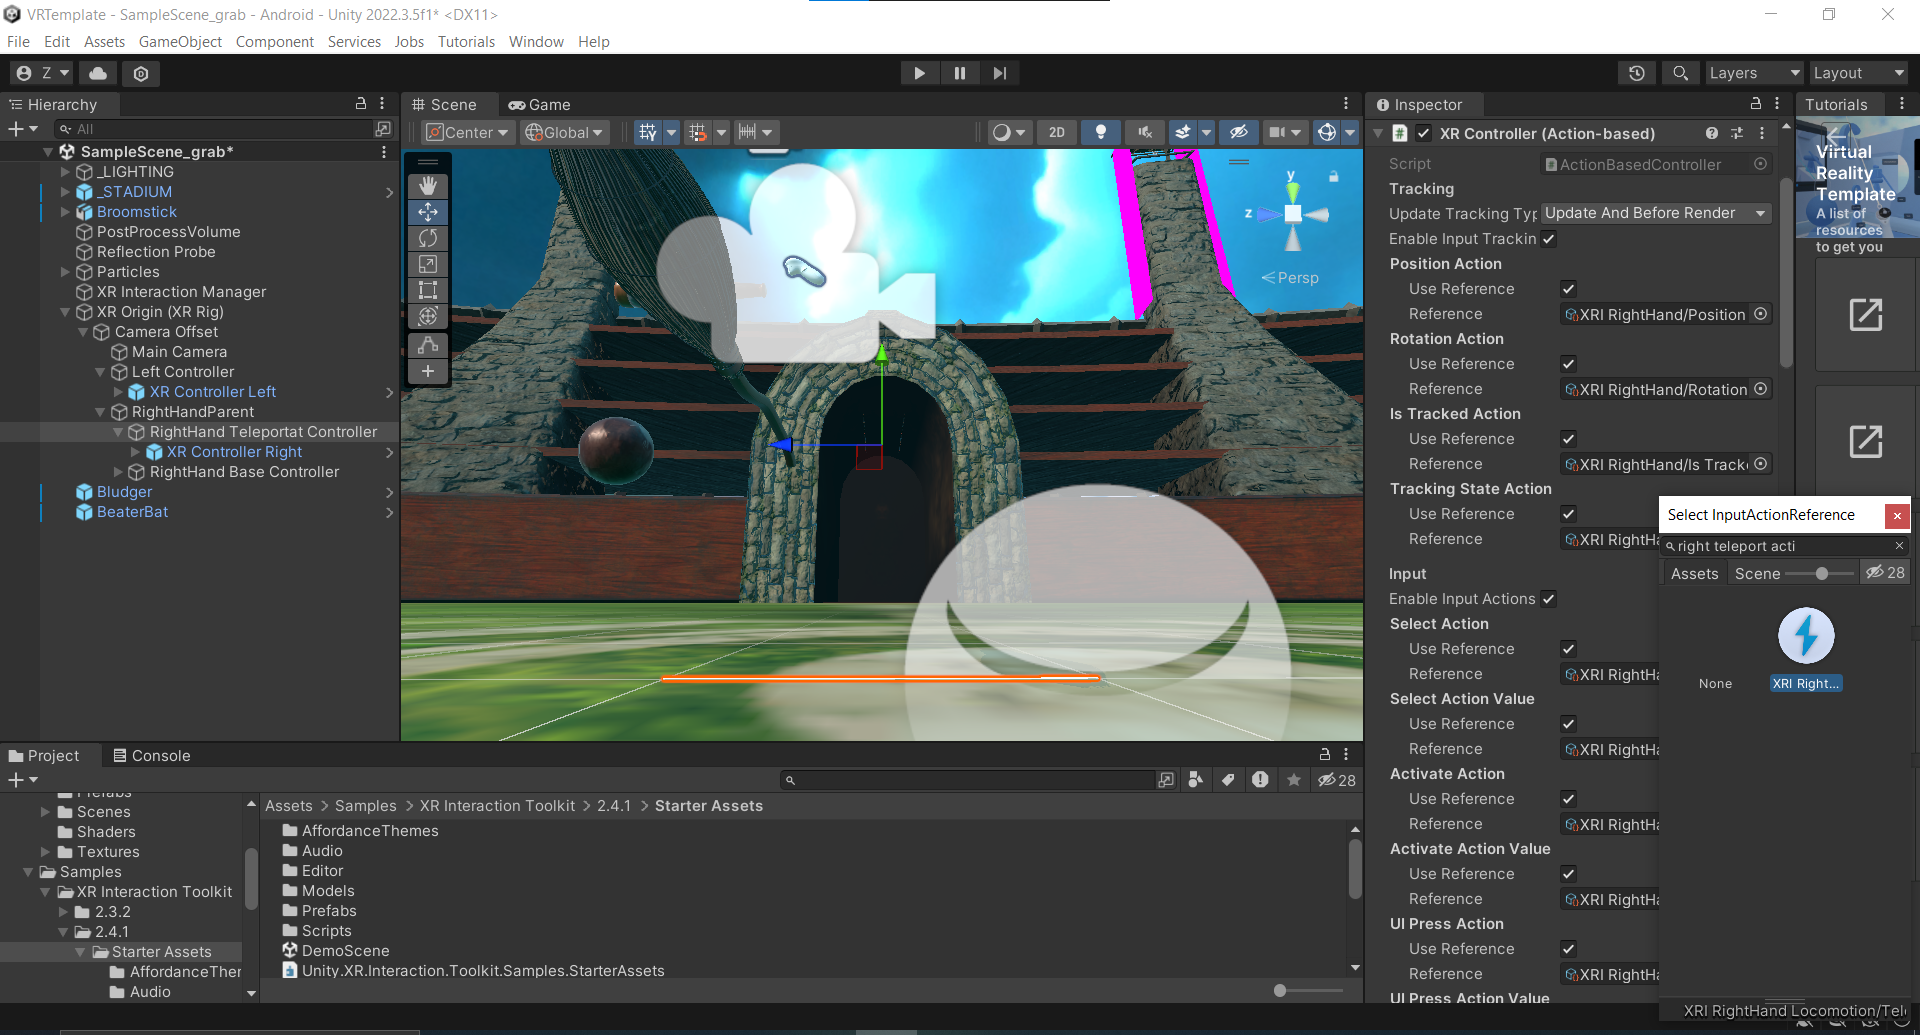 VRTemplate - SampleScene_grab - Android - Unity 2022.3.5f1* <DX11>
File Edit Assets GameObject Component Services Jobs Tutorials Window Help
Z
Layers
Layout
Hierarchy
All
SampleScene_grab*
_LIGHTING
_STADIUM
Broomstick
PostProcessVolume
Reflection Probe
Particles
XR Interaction Manager
XR Origin (XR Rig)
Camera Offset
Main Camera
Left Controller
XR Controller Left
RightHandParent
RightHand Teleportat Controller
XR Controller Right
RightHand Base Controller
Bludger
BeaterBat
Scene
Game
Center
Global
2D
y
z
Persp
Inspector
XR Controller (Action-based)
Script
ActionBasedController
Tracking
Update Tracking Typ
Update And Before Render
Enable Input Trackin
Position Action
Use Reference
Reference
XRI RightHand/Position
Rotation Action
Use Reference
Reference
XRI RightHand/Rotation
Is Tracked Action
Use Reference
Reference
XRI RightHand/Is Track
Tracking State Action
Use Reference
Reference
XRI RightHa
Input
Enable Input Actions
Select Action
Use Reference
Reference
XRI RightHa
Select Action Value
Use Reference
Reference
XRI RightHa
Activate Action
Use Reference
Reference
XRI RightHa
Activate Action Value
Use Reference
Reference
XRI RightHa
UI Press Action
Use Reference
Reference
XRI RightHa
UI Press Action Value
Tutorials
Virtual
Reality
Template
A list of
resources
to get you
Select InputActionReference
right teleport acti
Assets
Scene
28
None
XRI Right...
XRI RightHand Locomotion/Tele
Project
Console
28
Prefabs
Scenes
Shaders
Textures
Samples
XR Interaction Toolkit
2.3.2
2.4.1
Starter Assets
AffordanceTher
Audio
Assets > Samples > XR Interaction Toolkit > 2.4.1 > Starter Assets
AffordanceThemes
Audio
Editor
Models
Prefabs
Scripts
DemoScene
Unity.XR.Interaction.Toolkit.Samples.StarterAssets